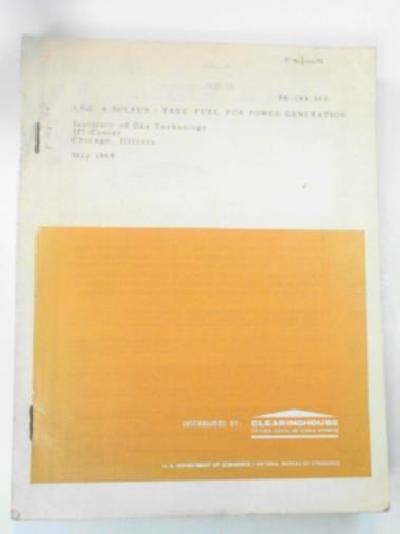 LNG: A SULFUR - FREE FUEL FOR POWER GENERATION
Institute of Gas Technology
IIT Center
Chicago, Illinois
May 1969
DISTRIBUTED BY:
CLEARINGHOUSE
U. S. DEPARTMENT OF COMMERCE / NATIONAL BUREAU OF STANDARDS